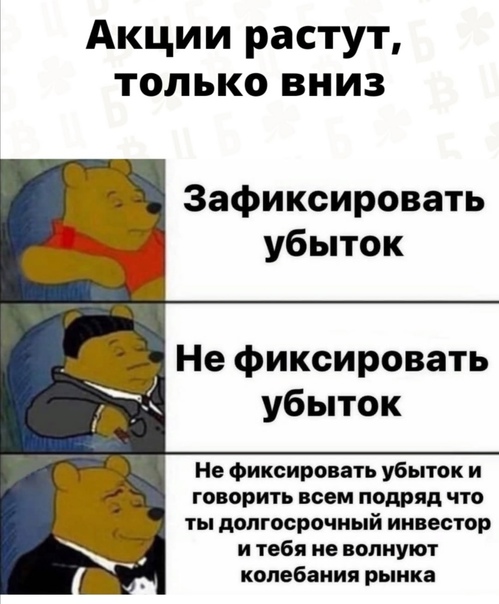 Акции растут,
только вниз
Зафиксировать
убыток
Не фиксировать
убыток
Не фиксировать убыток и
говорить всем подряд что
ты долгосрочный инвестор
и тебя не волнуют
колебания рынка